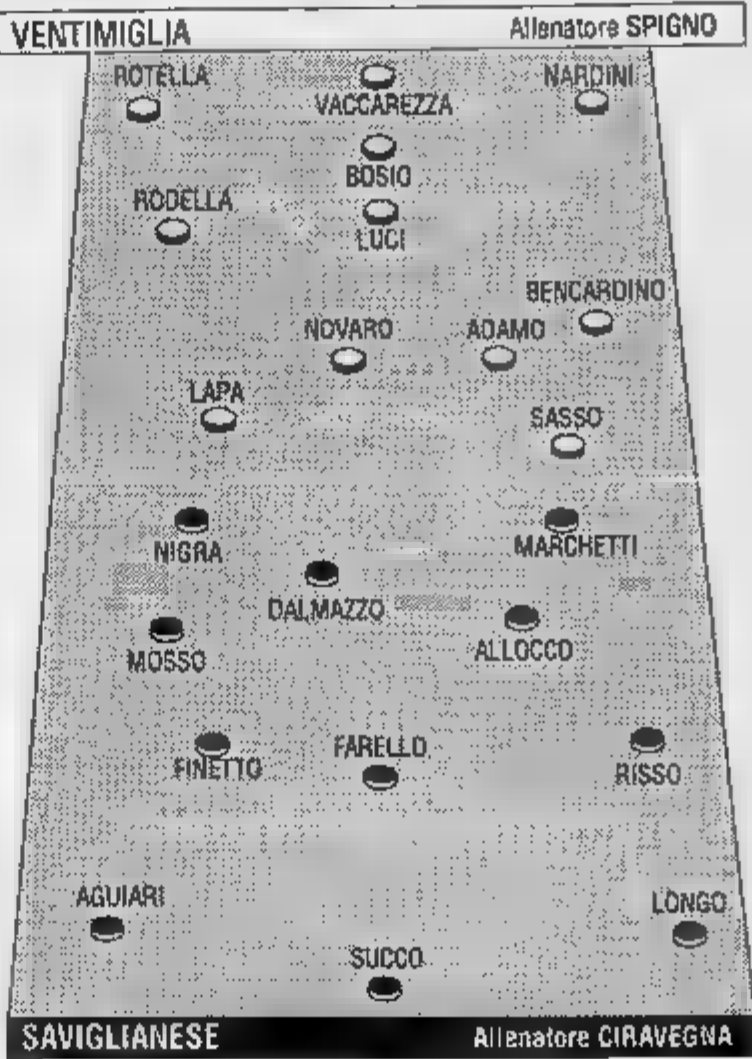 VENTIMIGLIA Allenatore SPIGNO
ROTELLA NARDINI
VACCAREZZA
BOSIO
RODELLA
LUCI
BENCARDINO
NOVARO ADAMO
LAPA
SASSO
NIGRA MARCHETTI
DALMAZZO
MOSSO ALLOCCO
FINETTO FARELLO RISSO
AGUIARI LONGO
SUCCO
SAVIGLIANESE Allenatore CIRAVEGNA